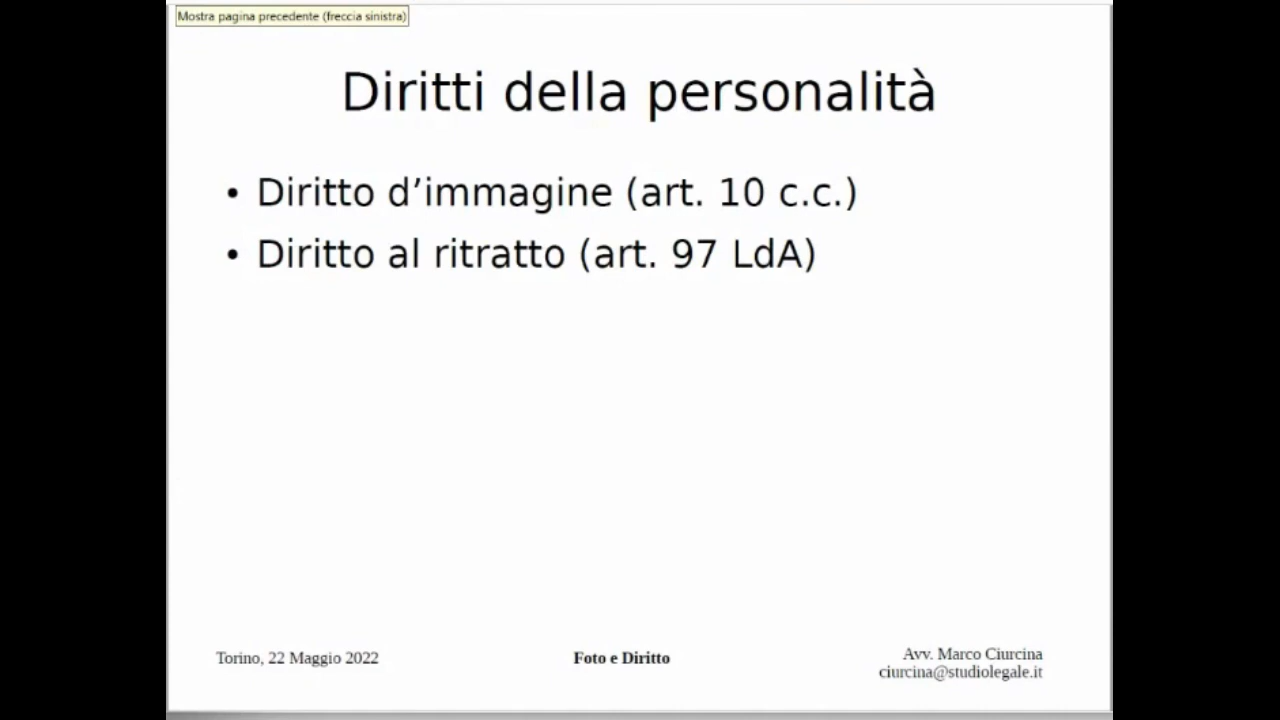 Mostra pagina precedente (freccia sinistra)
Diritti della personalità
• Diritto d’immagine (art. 10 c.c.)
• Diritto al ritratto (art. 97 LdA)
Torino, 22 Maggio 2022
Foto e Diritto
Avv. Marco Ciurcina
ciurcina@studiolegale.it